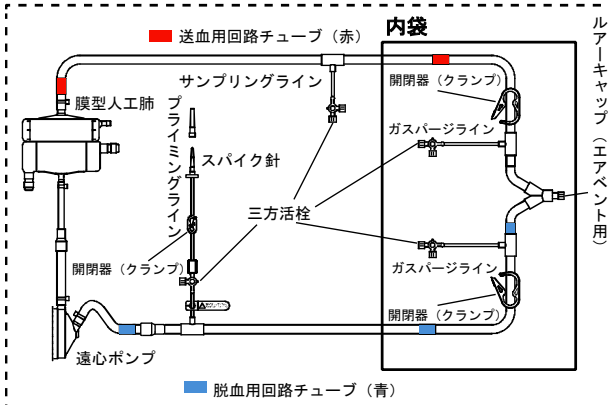 送血用回路チューブ（赤）
内袋
ルアーキャップ（エアベント用）
サンプリングライン
開閉器（クランプ）
膜型人工肺
プライミングライン
スパイク針
ガスパージライン
三方活栓
開閉器（クランプ）
ガスパージライン
開閉器（クランプ）
遠心ポンプ
脱血用回路チューブ（青）